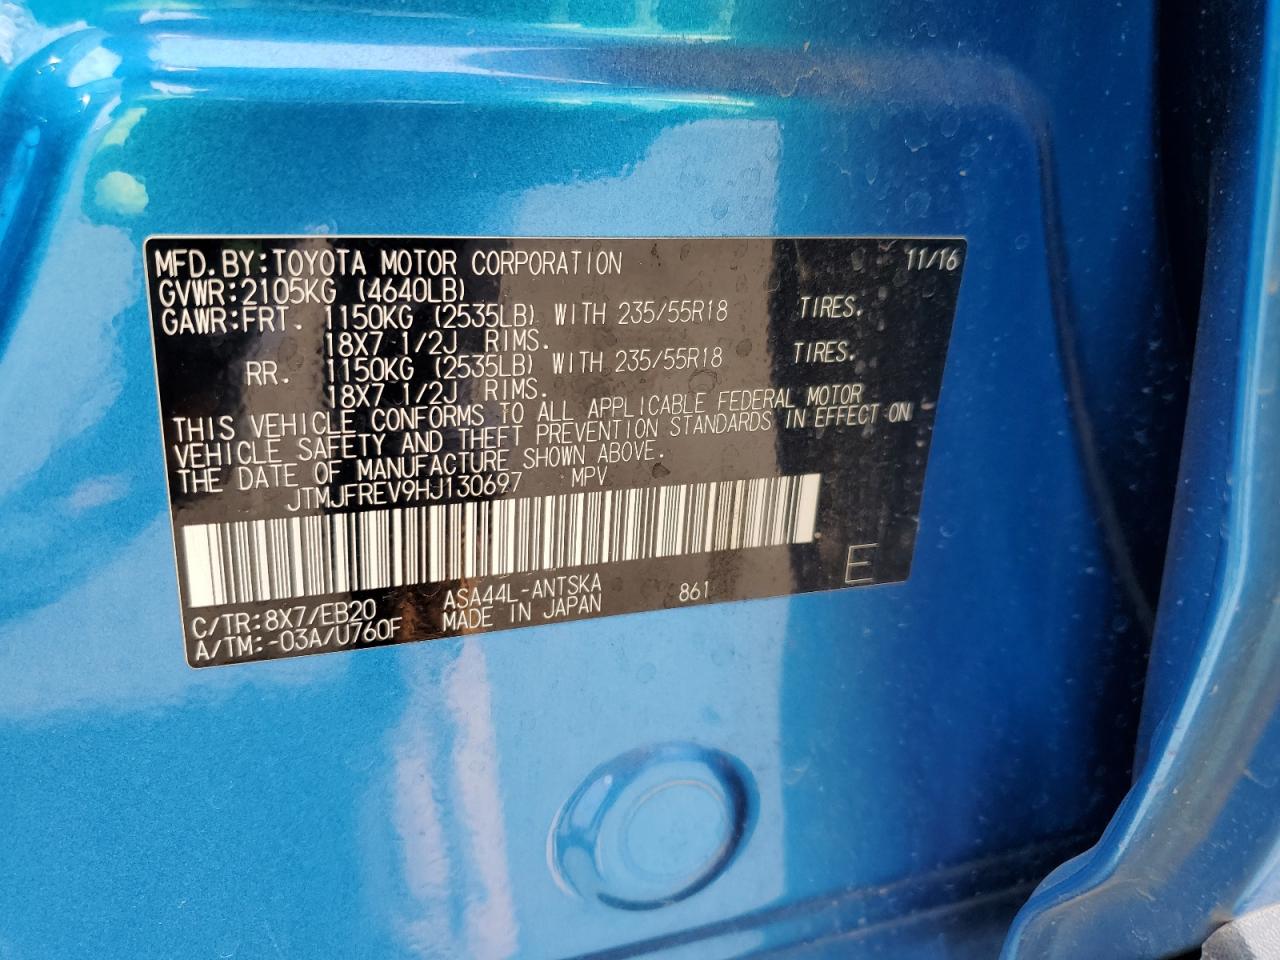 MFD.BY:TOYOTA MOTOR CORPORATION 11/16
GVWR:2105KG (4640LB)
GAWR:FRT. 1150KG (2535LB) WITH 235/55R18 TIRES.
18X7 1/2J RIMS.
RR. 1150KG (2535LB) WITH 235/55R18 TIRES.
18X7 1/2J RIMS.
THIS VEHICLE CONFORMS TO ALL APPLICABLE FEDERAL MOTOR
VEHICLE SAFETY AND THEFT PREVENTION STANDARDS IN EFFECT ON
THE DATE OF MANUFACTURE SHOWN ABOVE.
JTMJFREV9HJ130697 MPV
E
C/TR:8X7/EB20 ASA44L-ANTSKA 861
A/TM:-03A/U760F MADE IN JAPAN